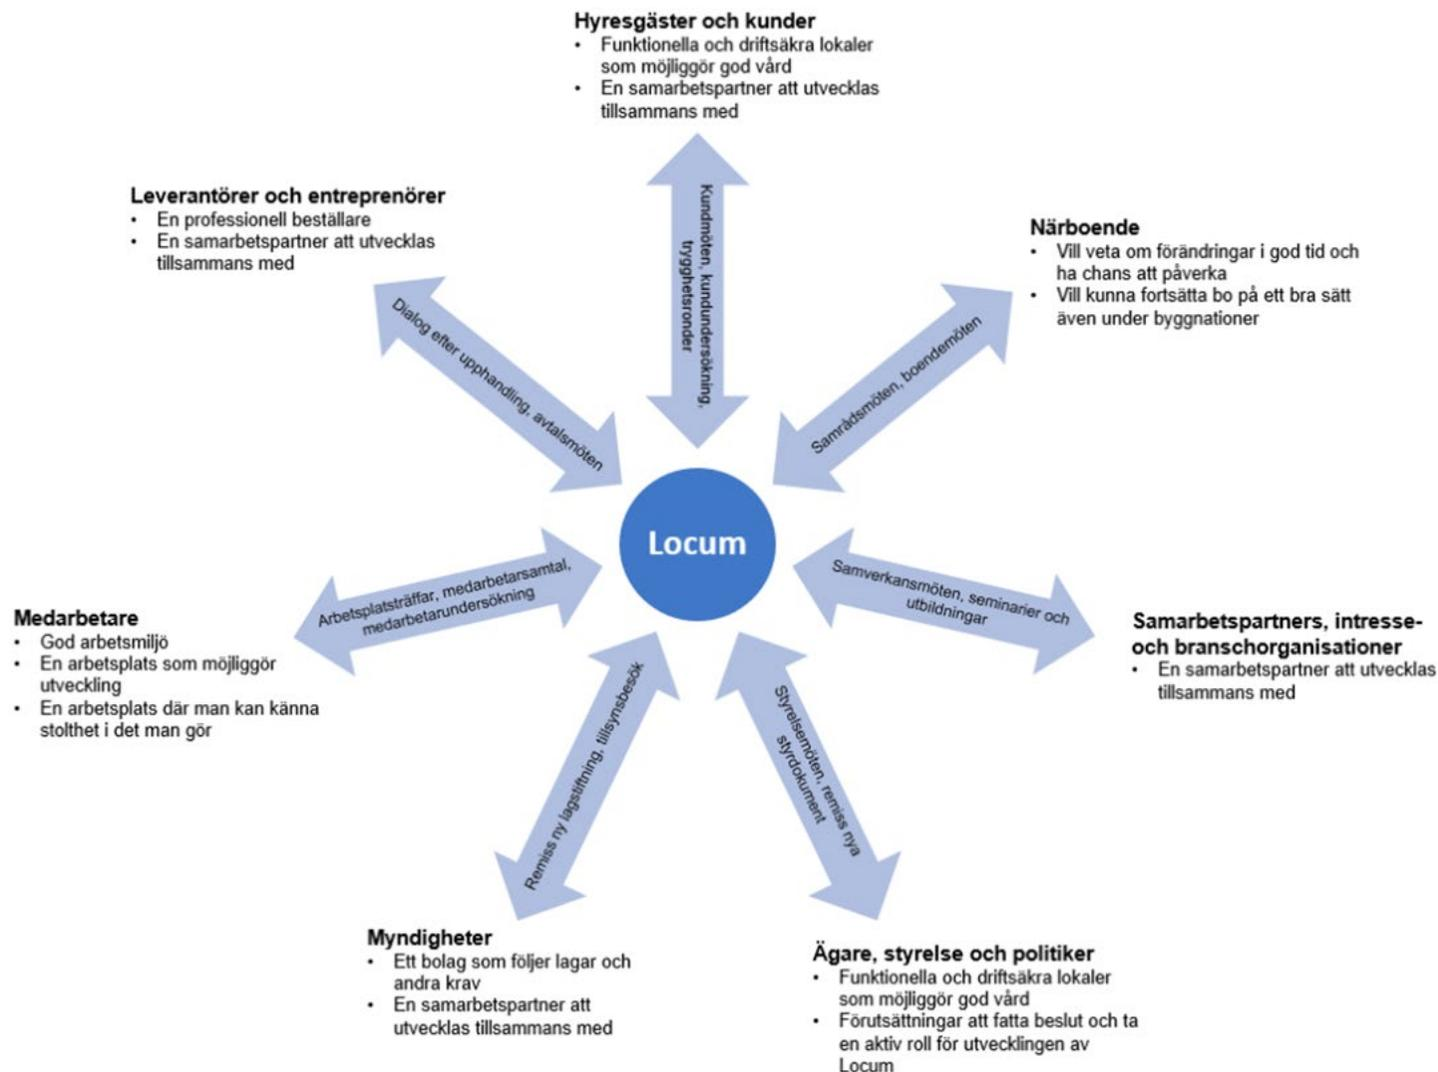 Hyresgäster och kunder
• Funktionella och driftsäkra lokaler
som möjliggör god vård
• En samarbetspartner att utvecklas
tillsammans med
Kundmöten, kundundersökning,
trygghetsronder
Leverantörer och entreprenörer
• En professionell beställare
• En samarbetspartner att utvecklas
tillsammans med
Dialog efter upphandling, avtalsmöten
Närboende
• Vill veta om förändringar i god tid och
ha chans att påverka
• Vill kunna fortsätta bo på ett bra sätt
även under byggnationer
Samrådsmöten, boendemöten
Locum
Medarbetare
• God arbetsmiljö
• En arbetsplats som möjliggör
utveckling
• En arbetsplats där man kan känna
stolthet i det man gör
Arbetsplatsträffar, medarbetarsamtal,
medarbetarundersökning
Samverkansmöten, seminarier och
utbildningar
Samarbetspartners, intresse-
och branschorganisationer
• En samarbetspartner att utvecklas
tillsammans med
Remiss ny lagstiftning, tillsynsbesök
Myndigheter
• Ett bolag som följer lagar och
andra krav
• En samarbetspartner att
utvecklas tillsammans med
Styrelsemöten, remiss nya
styrdokument
Ägare, styrelse och politiker
• Funktionella och driftsäkra lokaler
som möjliggör god vård
• Förutsättningar att fatta beslut och ta
en aktiv roll för utvecklingen av
Locum